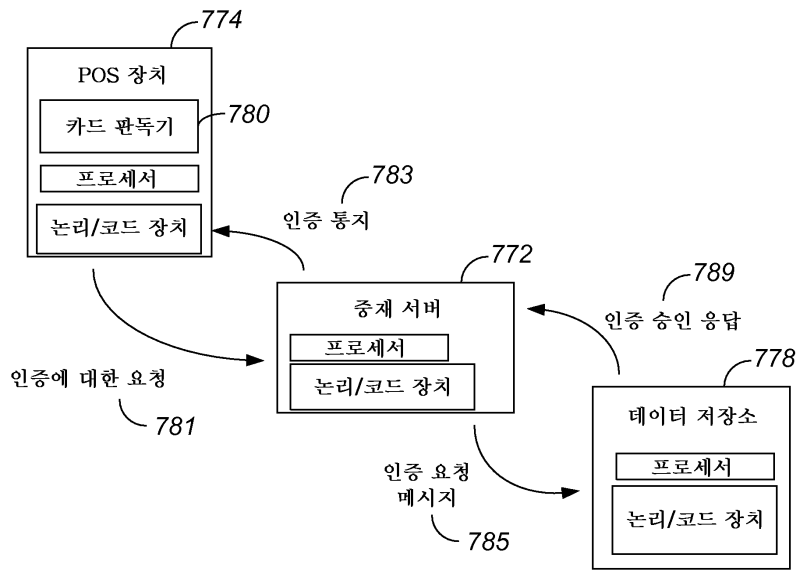 774
POS 장치
카드 판독기
780
프로세서
논리/코드 장치
783
인증 통지
772
중재 서버
프로세서
논리/코드 장치
789
인증 승인 응답
인증에 대한 요청
781
778
데이터 저장소
프로세서
논리/코드 장치
인증 요청
메시지
785